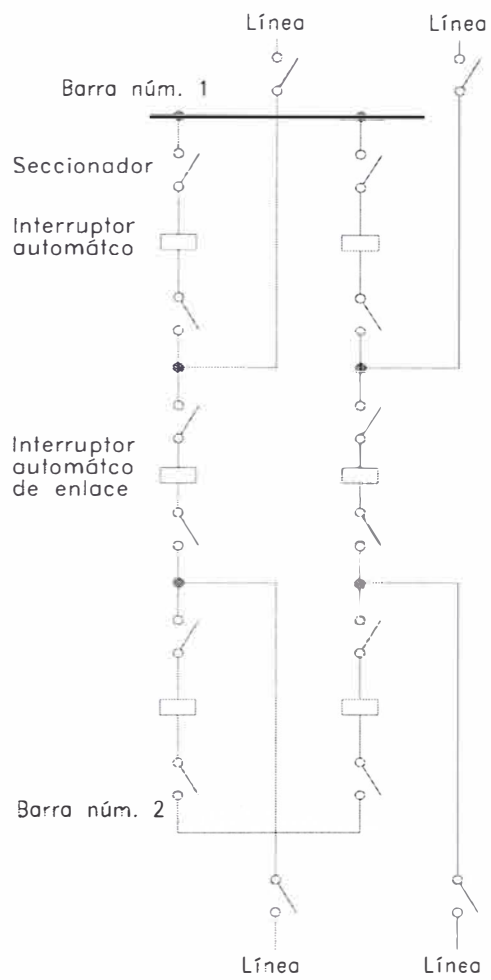 Línea
Línea
Barra núm. 1
Seccionador
Interruptor
automátco
Interruptor
automátco
de enlace
Barra núm. 2
Línea
Línea